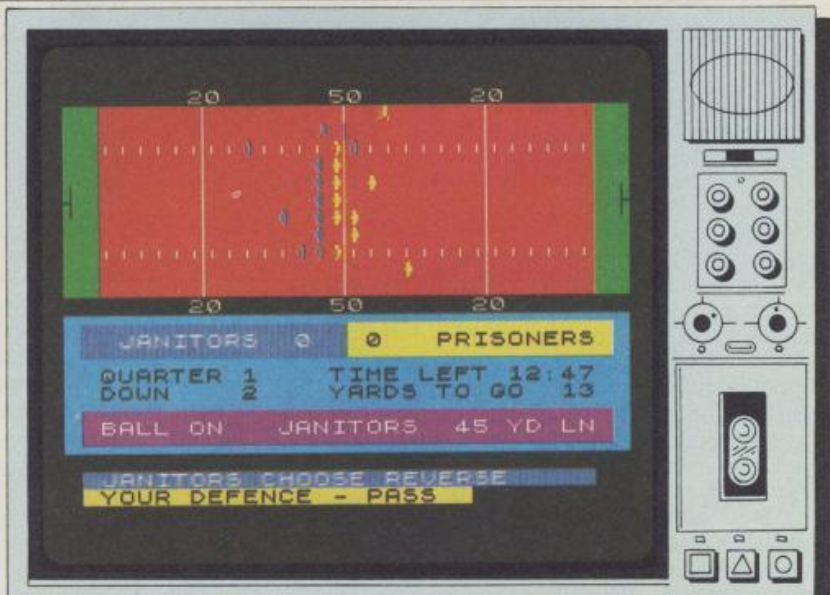 20 50 20
20 50 20
JANITORS 0 0 PRISONERS
QUARTER 1 TIME LEFT 12:47
DOWN 2 YARDS TO GO 13
BALL ON JANITORS 45 YD LN
JANITORS CHOOSE REVERSE
YOUR DEFENCE - PASS